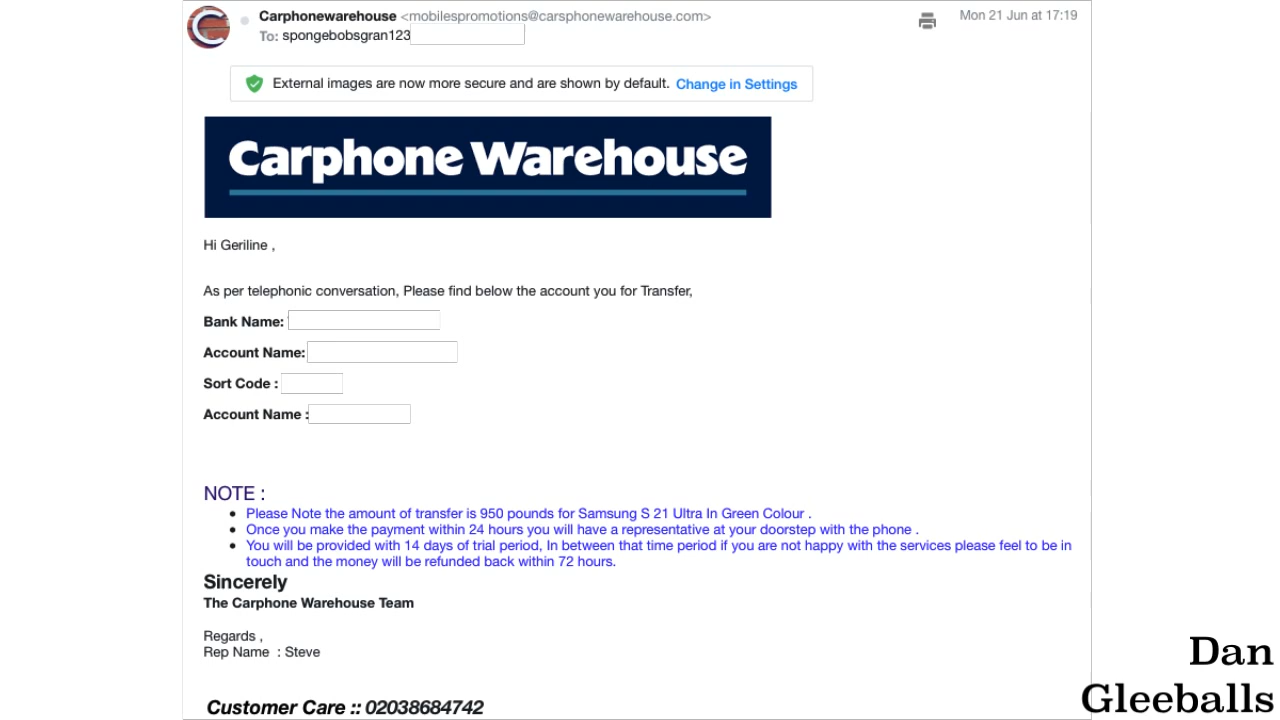 Carphonewarehouse <mobilespromotions@carsphonewarehouse.com>
Mon 21 Jun at 17:19
To: spongebobsgran123
External images are now more secure and are shown by default. Change in Settings
Carphone Warehouse
Hi Geriline ,
As per telephonic conversation, Please find below the account you for Transfer,
Bank Name:
Account Name:
Sort Code :
Account Name :
NOTE :
Please Note the amount of transfer is 950 pounds for Samsung S 21 Ultra In Green Colour .
Once you make the payment within 24 hours you will have a representative at your doorstep with the phone .
You will be provided with 14 days of trial period, In between that time period if you are not happy with the services please feel to be in
touch and the money will be refunded back within 72 hours.
Sincerely
The Carphone Warehouse Team
Regards ,
Rep Name  : Steve
Customer Care :: 02038684742
Dan
Gleeballs